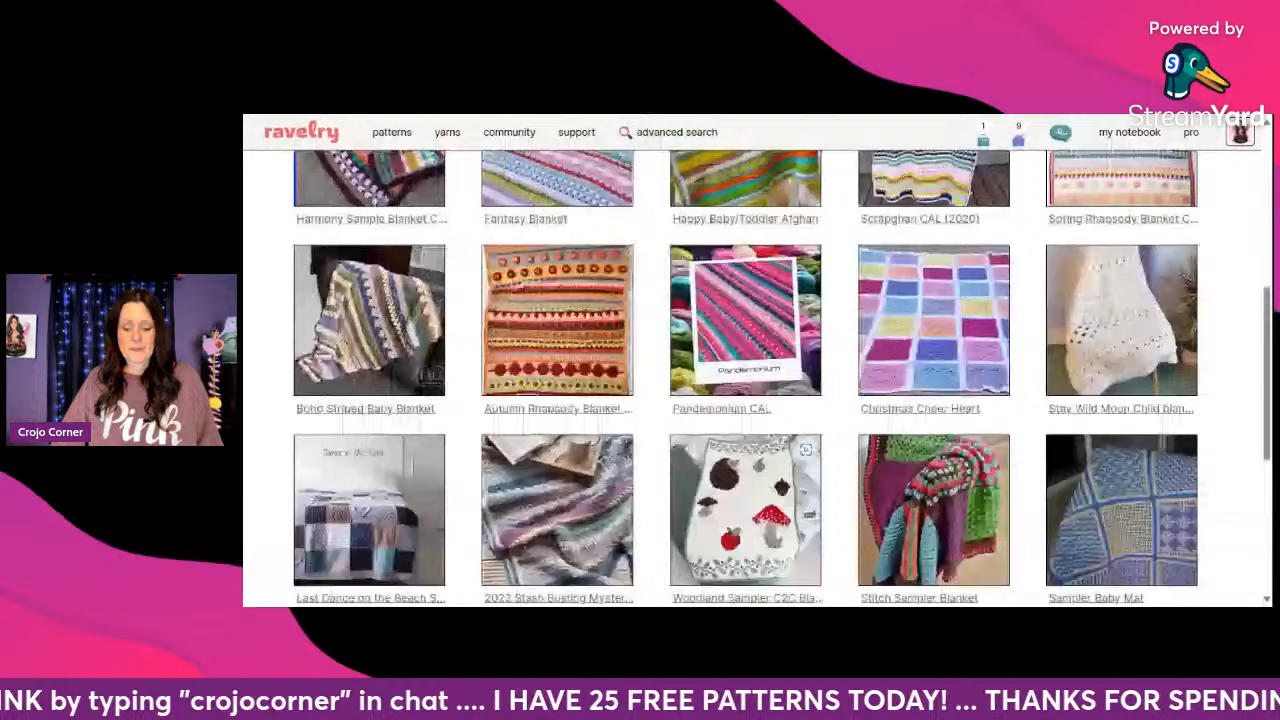 Powered by
S
StreamYard
ravelry patterns yarns community support advanced search 1 9 my notebook pro
Harmony Sample Blanket C... Fantasy Blanket Happy Baby/Toddler Afghan Scrapghan CAL (2020) Spring Rhapsody Blanket C...
Pandemonium
Boho Striped Baby Blanket Autumn Rhapsody Blanket ... Pandemonium CAL Christmas Cheer Heart Stay Wild Moon Child Blan...
Pink
Crojo Corner
Last Dance on the Beach S... 2022 Stash Busting Myster... Woodland Sampler C2C Bla... Stitch Sampler Blanket Sampler Baby Mat
INK by typing "crojocorner" in chat .... I HAVE 25 FREE PATTERNS TODAY! ... THANKS FOR SPENDIN